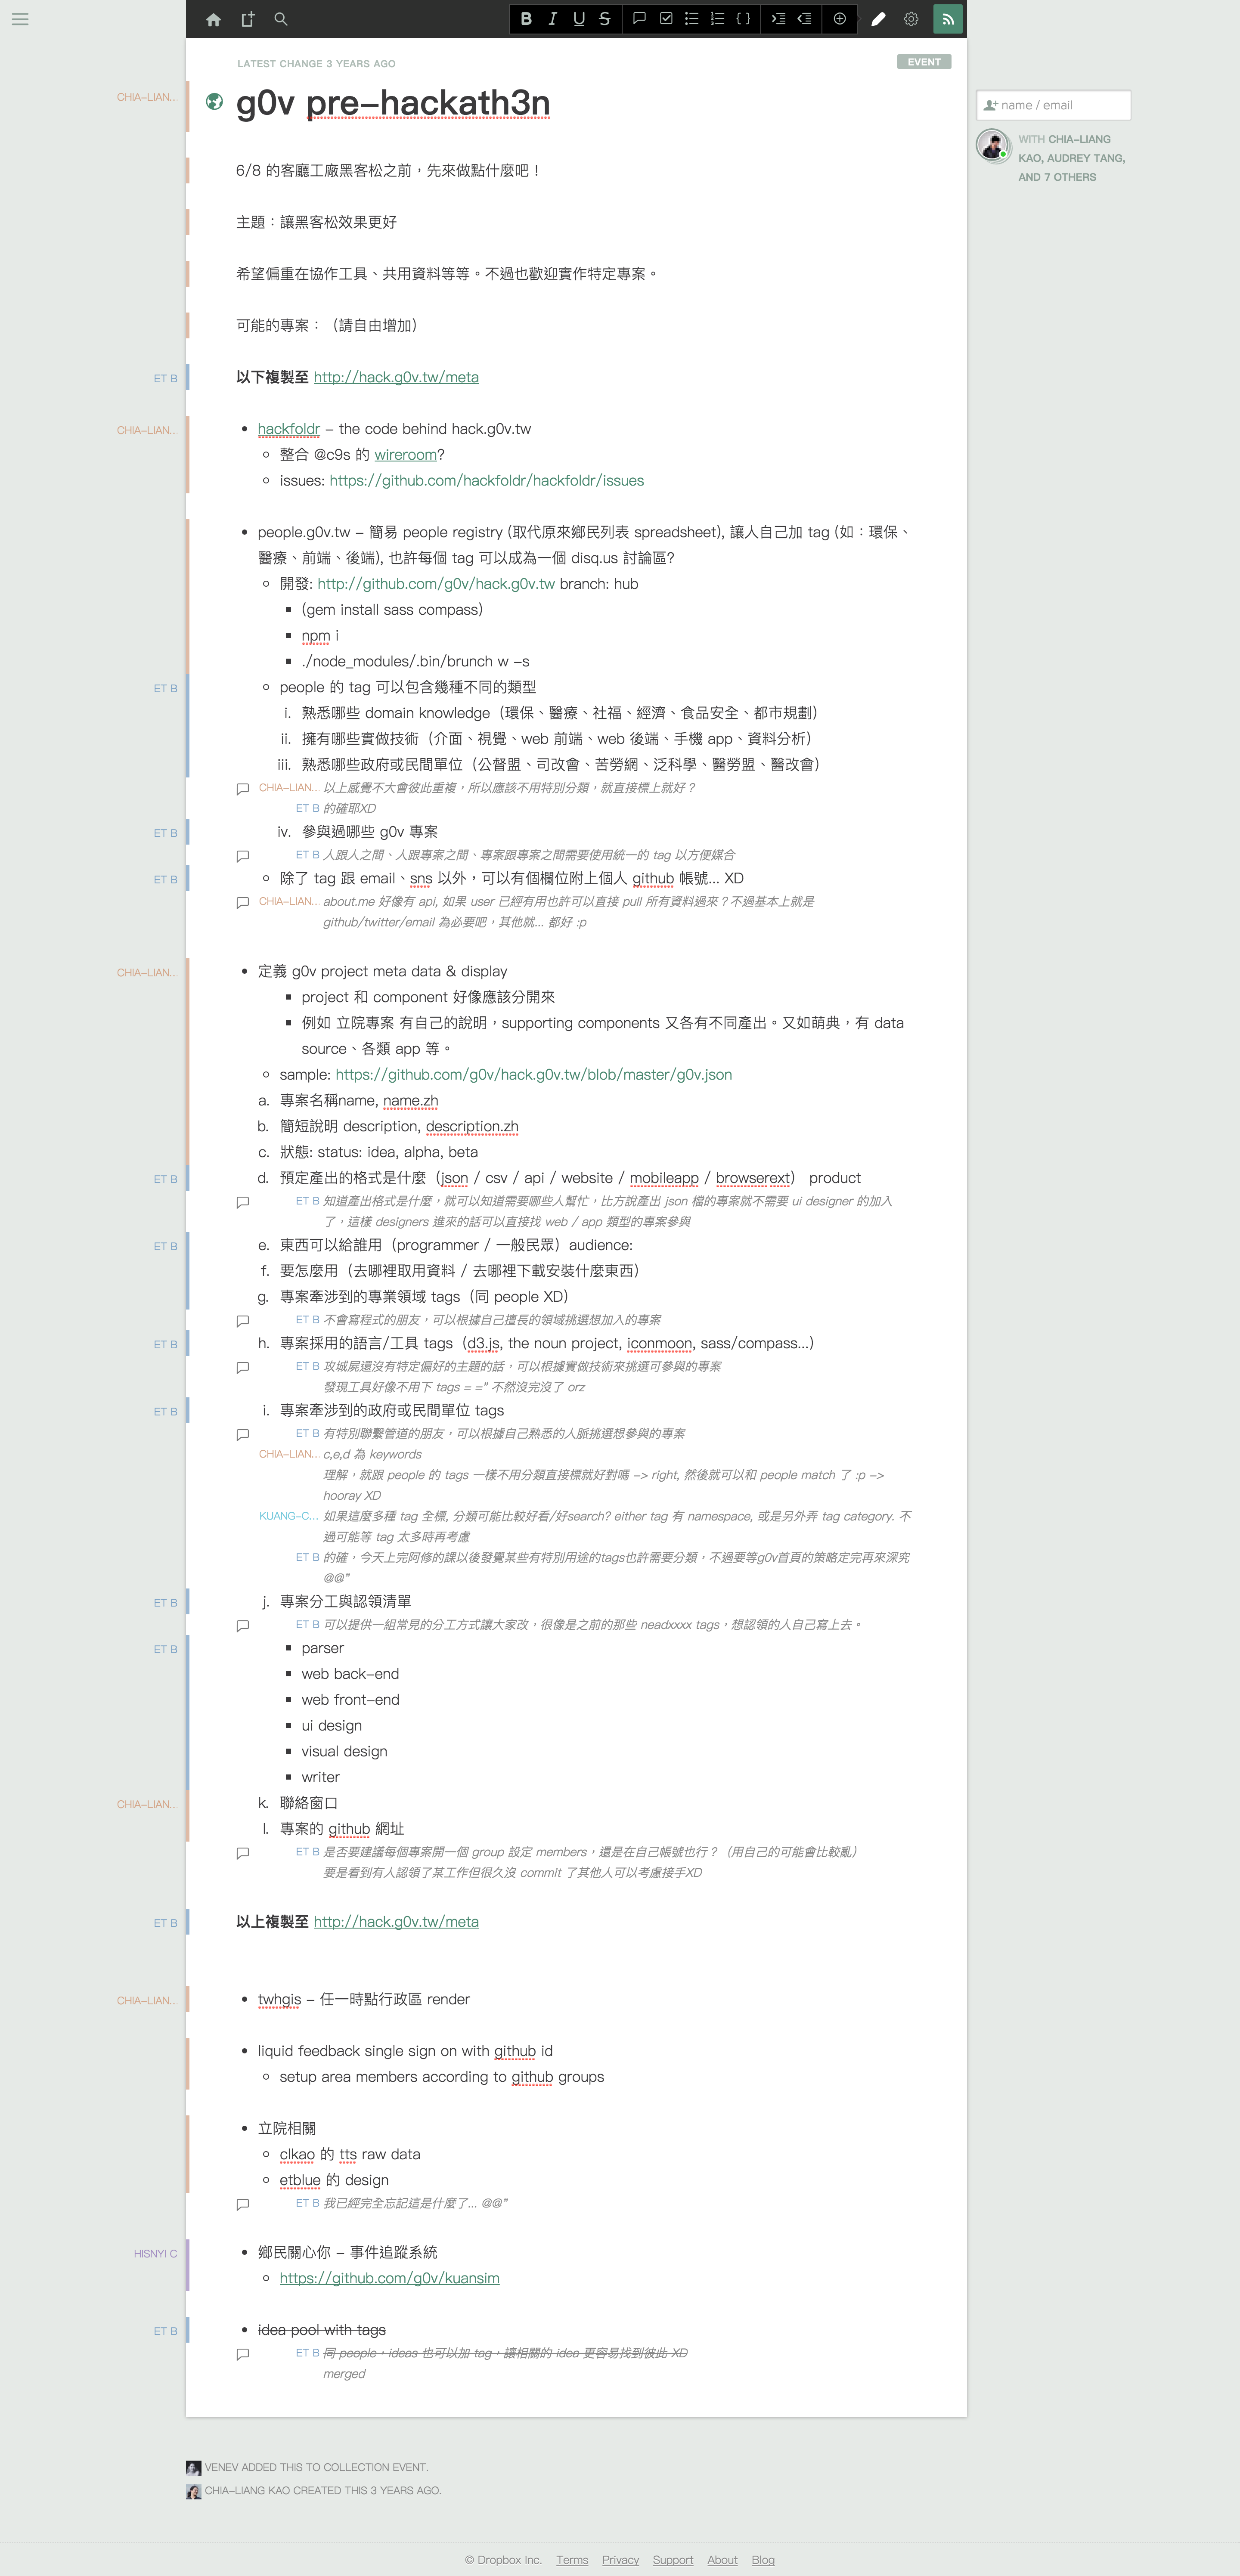 LATEST CHANGE 3 YEARS AGO
EVENT
CHIA-LIAN...
g0v pre-hackath3n
name / email
WITH CHIA-LIANG
KAO, AUDREY TANG,
AND 7 OTHERS
6/8 的客廳工廠黑客松之前,先來做點什麼吧!
主題:讓黑客松效果更好
希望偏重在協作工具、共用資料等等。不過也歡迎實作特定專案。
可能的專案:(請自由增加)
ET B
以下複製至 http://hack.g0v.tw/meta
CHIA-LIAN...
• hackfoldr - the code behind hack.g0v.tw
整合 @c9s 的 wireroom?
issues: https://github.com/hackfoldr/hackfoldr/issues
• people.g0v.tw - 簡易 people registry (取代原來鄉民列表 spreadsheet), 讓人自己加 tag (如:環保、
醫療、前端、後端), 也許每個 tag 可以成為一個 disq.us 討論區?
開發: http://github.com/g0v/hack.g0v.tw branch: hub
(gem install sass compass)
npm i
./node_modules/.bin/brunch w -s
ET B
people 的 tag 可以包含幾種不同的類型
i. 熟悉哪些 domain knowledge(環保、醫療、社福、經濟、食品安全、都市規劃)
ii. 擁有哪些實做技術(介面、視覺、web 前端、web 後端、手機 app、資料分析)
iii. 熟悉哪些政府或民間單位(公督盟、司改會、苦勞網、泛科學、醫勞盟、醫改會)
CHIA-LIAN... 以上感覺不大會彼此重複,所以應該不用特別分類,就直接標上就好?
ET B 的確耶XD
ET B
iv. 參與過哪些 g0v 專案
ET B 人跟人之間、人跟專案之間、專案跟專案之間需要使用統一的 tag 以方便媒合
ET B
除了 tag 跟 email、sns 以外,可以有個欄位附上個人 github 帳號... XD
CHIA-LIAN... about.me 好像有 api, 如果 user 已經有用也許可以直接 pull 所有資料過來?不過基本上就是
github/twitter/email 為必要吧,其他就... 都好 :p
CHIA-LIAN...
• 定義 g0v project meta data & display
project 和 component 好像應該分開來
例如 立院專案 有自己的說明,supporting components 又各有不同產出。又如萌典,有 data
source、各類 app 等。
sample: https://github.com/g0v/hack.g0v.tw/blob/master/g0v.json
a. 專案名稱name, name.zh
b. 簡短說明 description, description.zh
c. 狀態: status: idea, alpha, beta
ET B
d. 預定產出的格式是什麼(json / csv / api / website / mobileapp / browserext) product
ET B 知道產出格式是什麼,就可以知道需要哪些人幫忙,比方說產出 json 檔的專案就不需要 ui designer 的加入
了,這樣 designers 進來的話可以直接找 web / app 類型的專案參與
ET B
e. 東西可以給誰用(programmer / 一般民眾)audience:
f. 要怎麼用(去哪裡取用資料 / 去哪裡下載安裝什麼東西)
g. 專案牽涉到的專業領域 tags(同 people XD)
ET B 不會寫程式的朋友,可以根據自己擅長的領域挑選想加入的專案
ET B
h. 專案採用的語言/工具 tags(d3.js, the noun project, iconmoon, sass/compass...)
ET B 攻城屍還沒有特定偏好的主題的話,可以根據實做技術來挑選可參與的專案
發現工具好像不用下 tags = =" 不然沒完沒了 orz
ET B
i. 專案牽涉到的政府或民間單位 tags
ET B 有特別聯繫管道的朋友,可以根據自己熟悉的人脈挑選想參與的專案
CHIA-LIAN... c,e,d 為 keywords
理解,就跟 people 的 tags 一樣不用分類直接標就好對嗎 -> right, 然後就可以和 people match 了 :p ->
hooray XD
KUANG-C... 如果這麼多種 tag 全標, 分類可能比較好看/好search? either tag 有 namespace, 或是另外弄 tag category. 不
過可能等 tag 太多時再考慮
ET B 的確,今天上完阿修的課以後發覺某些有特別用途的tags也許需要分類,不過要等g0v首頁的策略定完再來深究
@@"
ET B
j. 專案分工與認領清單
ET B 可以提供一組常見的分工方式讓大家改,很像是之前的那些 neadxxxx tags,想認領的人自己寫上去。
ET B
parser
web back-end
web front-end
ui design
visual design
writer
CHIA-LIAN...
k. 聯絡窗口
l. 專案的 github 網址
ET B 是否要建議每個專案開一個 group 設定 members,還是在自己帳號也行?(用自己的可能會比較亂)
要是看到有人認領了某工作但很久沒 commit 了其他人可以考慮接手XD
ET B
以上複製至 http://hack.g0v.tw/meta
CHIA-LIAN...
• twhgis - 任一時點行政區 render
• liquid feedback single sign on with github id
setup area members according to github groups
• 立院相關
clkao 的 tts raw data
etblue 的 design
ET B 我已經完全忘記這是什麼了... @@"
HISNYI C
• 鄉民關心你 - 事件追蹤系統
https://github.com/g0v/kuansim
ET B
• idea pool with tags
ET B 同 people,ideas 也可以加 tag,讓相關的 idea 更容易找到彼此 XD
merged
VENEV ADDED THIS TO COLLECTION EVENT.
CHIA-LIANG KAO CREATED THIS 3 YEARS AGO.
© Dropbox Inc. Terms Privacy Support About Blog